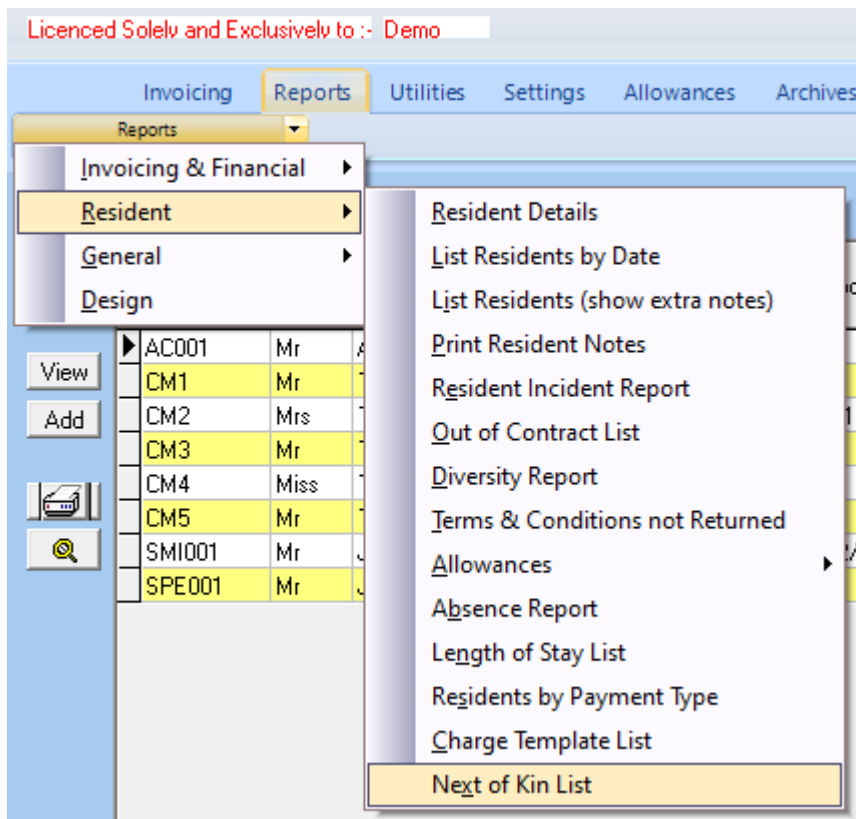 Licenced Solely and Exclusively to :- Demo
Invoicing Reports Utilities Settings Allowances Archives
Reports
Invoicing & Financial
Resident
General
Design
Resident Details
List Residents by Date
List Residents (show extra notes)
Print Resident Notes
Resident Incident Report
Out of Contract List
Diversity Report
Terms & Conditions not Returned
Allowances
Absence Report
Length of Stay List
Residents by Payment Type
Charge Template List
Next of Kin List
View
Add
AC001 Mr
CM1 Mr
CM2 Mrs
CM3 Mr
CM4 Miss
CM5 Mr
SMI001 Mr
SPE001 Mr